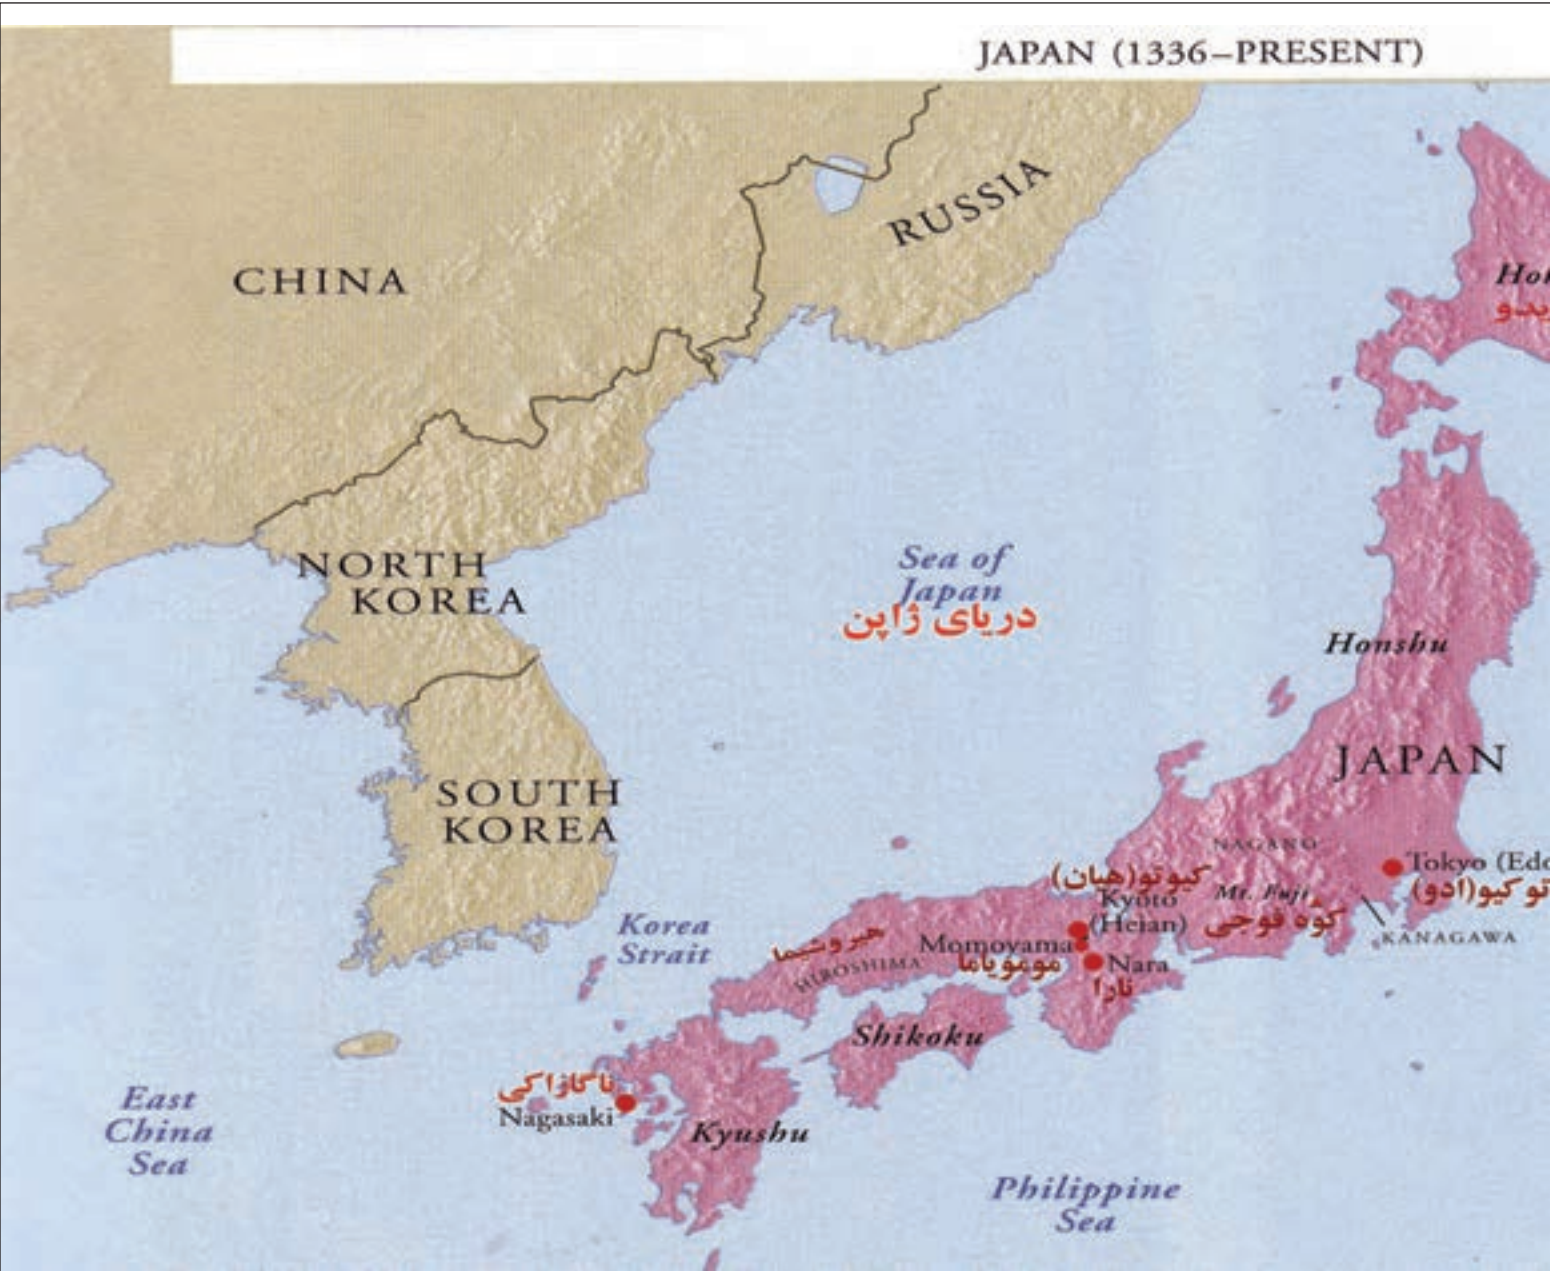 JAPAN (1336–PRESENT)
RUSSIA
CHINA
Hok
یدو
NORTH
KOREA
Sea of
Japan
دریای ژاپن
Honshu
JAPAN
SOUTH
KOREA
NAGANO
Tokyo (Edo
توکیو(ادو)
کیوتو(هیان)
Kyoto
(Heian)
Mt. Fuji
کوه فوجی
KANAGAWA
Korea
Strait
هیروشیما
HIROSHIMA
Momoyama
مومویاما
Nara
نارا
Shikoku
ناگازاکی
Nagasaki
Kyushu
East
China
Sea
Philippine
Sea